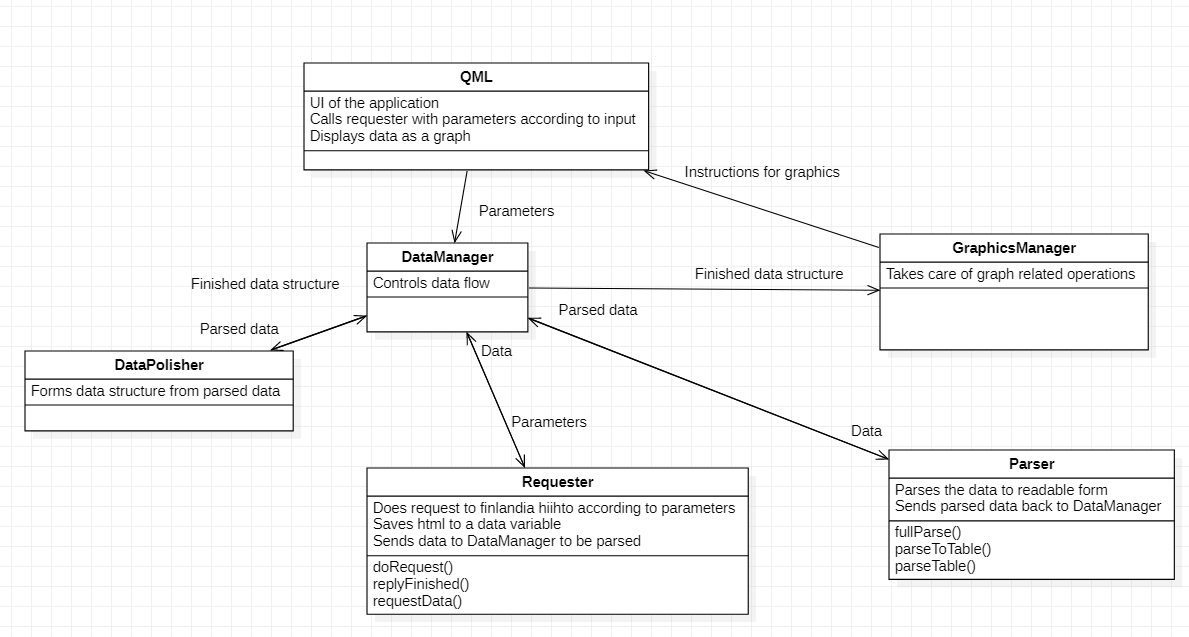 QML
UI of the application
Calls requester with parameters according to input
Displays data as a graph
Instructions for graphics
Parameters
DataManager
Controls data flow
GraphicsManager
Takes care of graph related operations
Finished data structure
Finished data structure
Parsed data
Parsed data
Data
DataPolisher
Forms data structure from parsed data
Parameters
Data
Requester
Does request to finlandia hiihto according to parameters
Saves html to a data variable
Sends data to DataManager to be parsed
doRequest()
replyFinished()
requestData()
Parser
Parses the data to readable form
Sends parsed data back to DataManager
fullParse()
parseToTable()
parseTable()